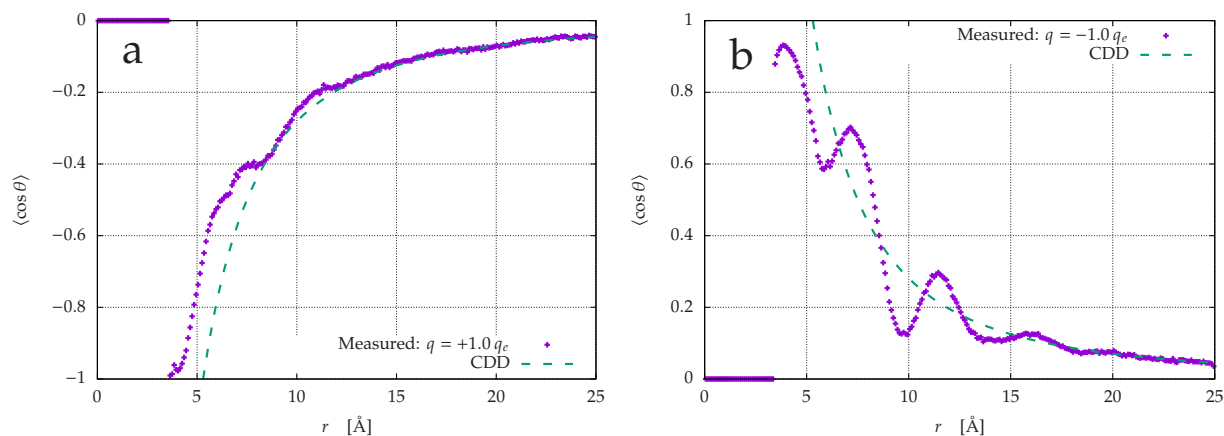 a
0
−0.2
−0.4
−0.6
−0.8
−1
0 5 10 15 20 25
⟨cos θ⟩
r [Å]
Measured: q = +1.0 qe
CDD
b
1
0.8
0.6
0.4
0.2
0
0 5 10 15 20 25
⟨cos θ⟩
r [Å]
Measured: q = −1.0 qe
CDD